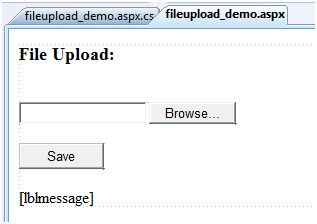 fileupload_demo.aspx.cs
fileupload_demo.aspx
File Upload:
Browse...
Save
[lblmessage]